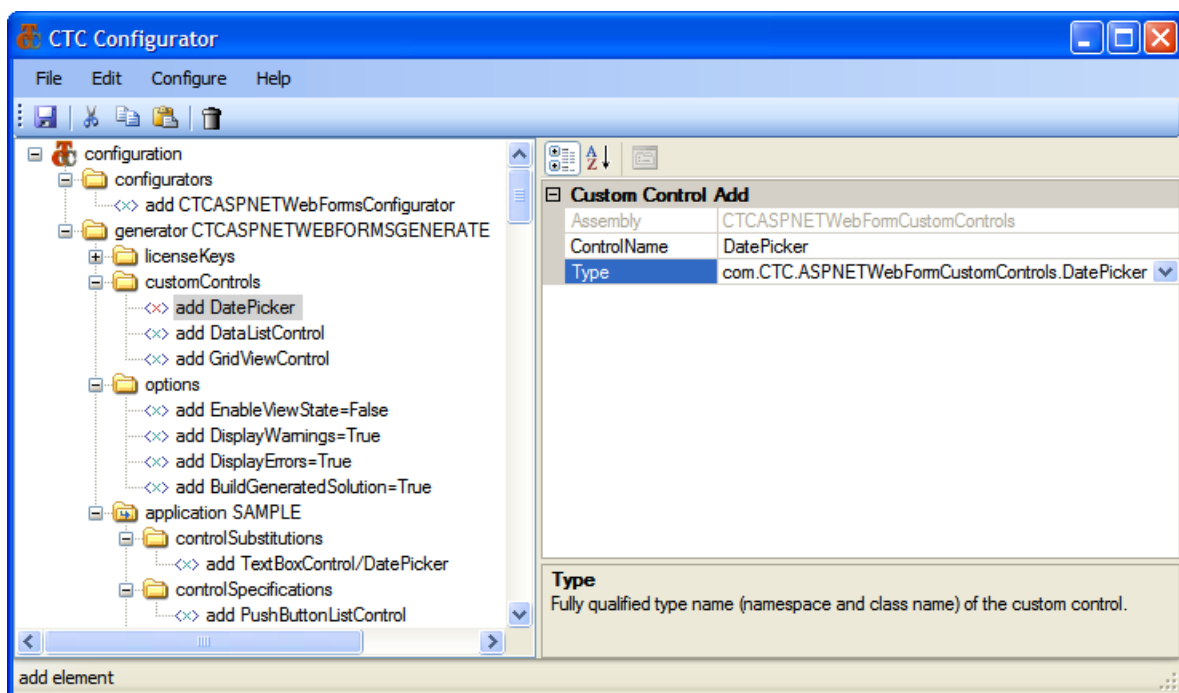 CTC Configurator
File Edit Configure Help
configuration
configurators
<x> add CTCASPNETWebFormsConfigurator
generator CTCASPNETWEBFORMSGENERATE
licenseKeys
customControls
<x> add DatePicker
<x> add DataListControl
<x> add GridViewControl
options
<x> add EnableViewState=False
<x> add DisplayWarnings=True
<x> add DisplayErrors=True
<x> add BuildGeneratedSolution=True
application SAMPLE
controlSubstitutions
<x> add TextBoxControl/DatePicker
controlSpecifications
<x> add PushButtonListControl
A
Z
Custom Control Add
Assembly CTCASPNETWebFormCustomControls
ControlName DatePicker
Type com.CTC.ASPNETWebFormCustomControls.DatePicker
Type
Fully qualified type name (namespace and class name) of the custom control.
add element